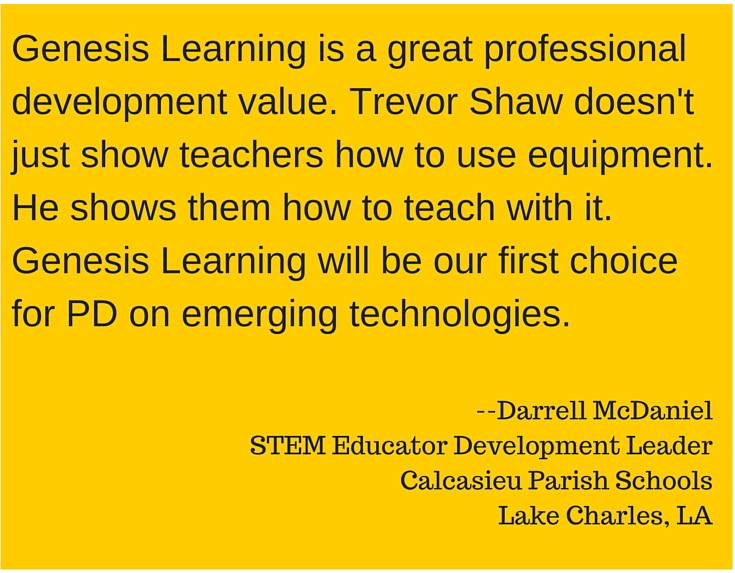 Genesis Learning is a great professional
development value. Trevor Shaw doesn't
just show teachers how to use equipment.
He shows them how to teach with it.
Genesis Learning will be our first choice
for PD on emerging technologies.
--Darrell McDaniel
STEM Educator Development Leader
Calcasieu Parish Schools
Lake Charles, LA